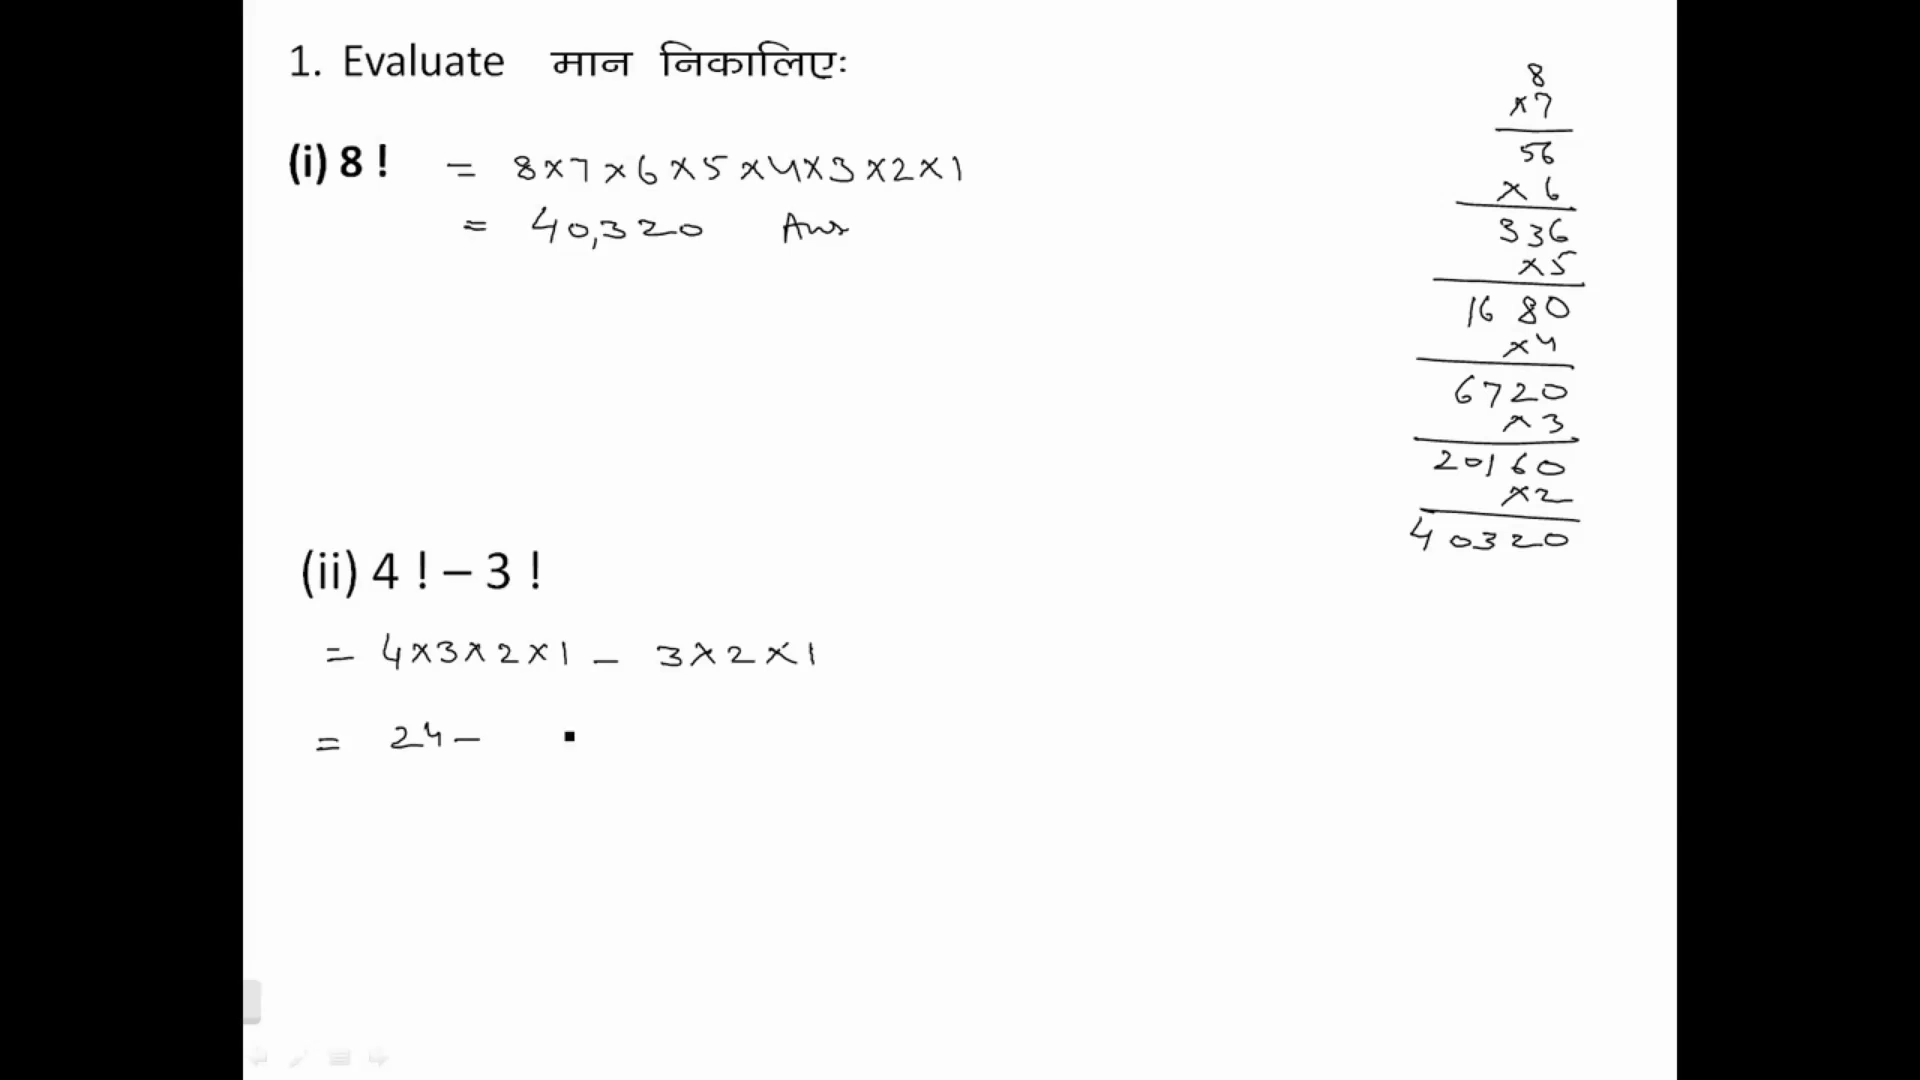 1. Evaluate मान निकालिएः
(i) 8 ! = 8×7×6×5×4×3×2×1
= 40,320 Ans
8
×7
56
×6
336
×5
1680
×4
6720
×3
20160
×2
40320
(ii) 4 ! – 3 !
= 4×3×2×1 – 3×2×1
= 24 –